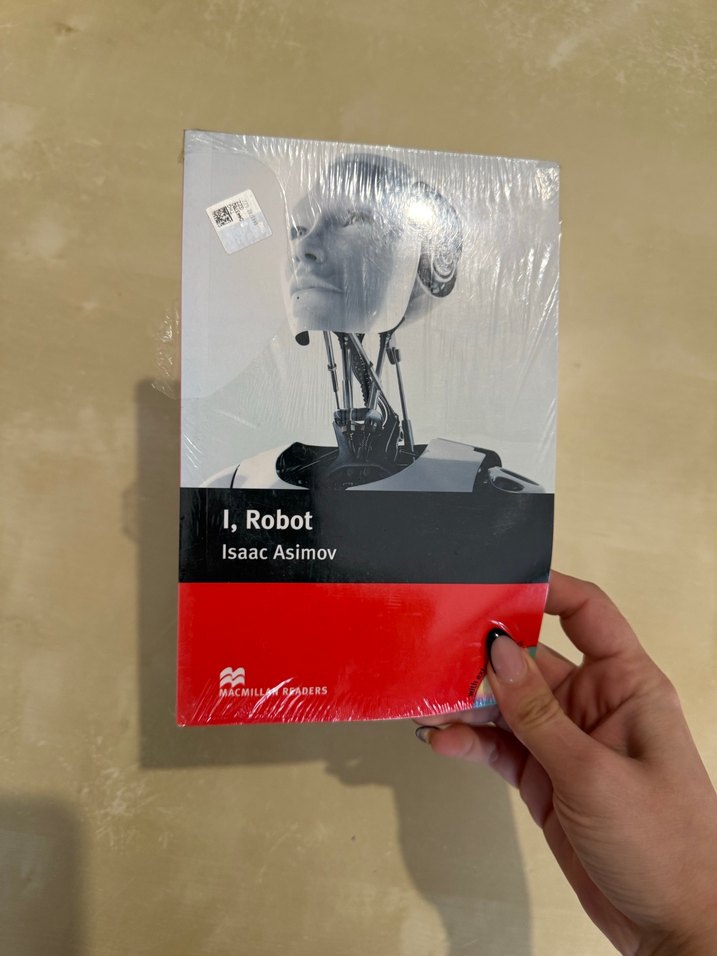 I, Robot
Isaac Asimov
MACMILLAN READERS